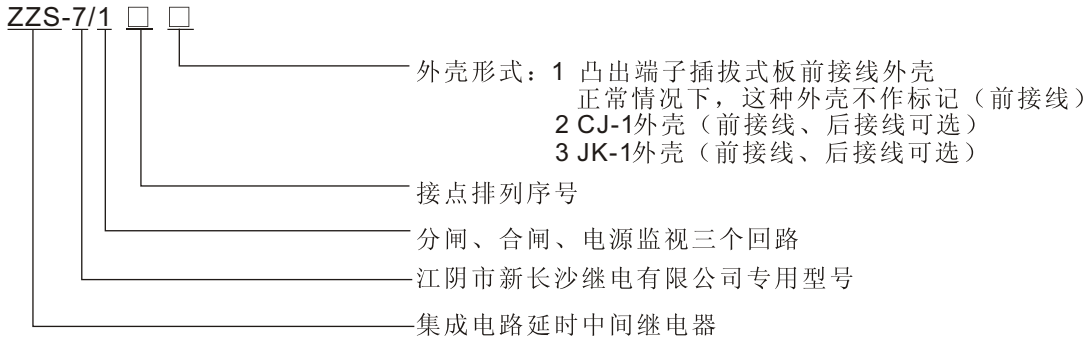 ZZS-7/1 □ □
外壳形式：1 凸出端子插拔式板前接线外壳
正常情况下，这种外壳不作标记（前接线）
2 CJ-1外壳（前接线、后接线可选）
3 JK-1外壳（前接线、后接线可选）
接点排列序号
分闸、合闸、电源监视三个回路
江阴市新长沙继电有限公司专用型号
集成电路延时中间继电器